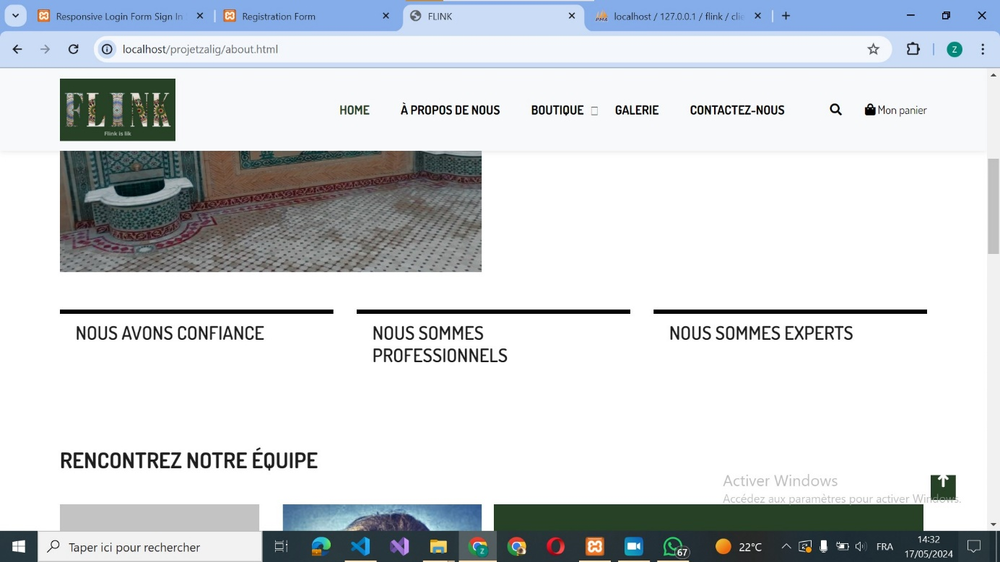 Responsive Login Form Sign In
Registration Form
FLINK
localhost / 127.0.0.1 / flink / clie
localhost/projetzalig/about.html
Z
FLINK
Flink is lik
HOME
À PROPOS DE NOUS
BOUTIQUE
GALERIE
CONTACTEZ-NOUS
Mon panier
NOUS AVONS CONFIANCE
NOUS SOMMES
PROFESSIONNELS
NOUS SOMMES EXPERTS
RENCONTREZ NOTRE ÉQUIPE
Activer Windows
Accédez aux paramètres pour activer Windows.
Taper ici pour rechercher
67
22°C
FRA
14:32
17/05/2024